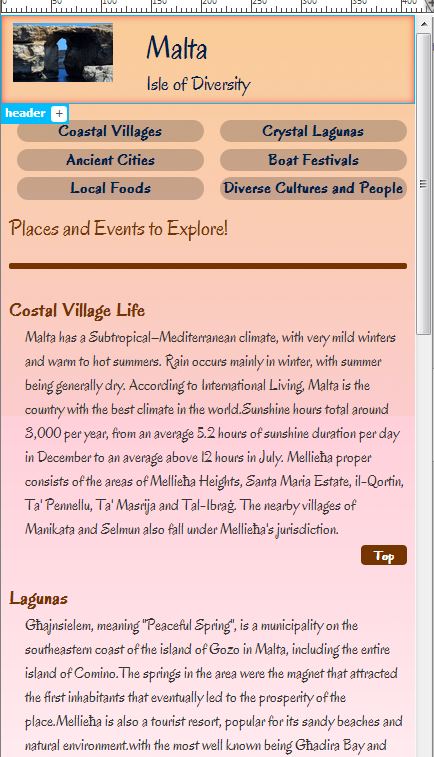 0 50 100 150 200 250 300 350 400
Malta
Isle of Diversity
header +
Coastal Villages Crystal Lagunas
Ancient Cities Boat Festivals
Local Foods Diverse Cultures and People
Places and Events to Explore!
Costal Village Life
Malta has a Subtropical–Mediterranean climate, with very mild winters
and warm to hot summers. Rain occurs mainly in winter, with summer
being generally dry. According to International Living, Malta is the
country with the best climate in the world.Sunshine hours total around
3,000 per year, from an average 5.2 hours of sunshine duration per day
in December to an average above 12 hours in July. Mellieħa proper
consists of the areas of Mellieħa Heights, Santa Maria Estate, il-Qortin,
Ta' Pennellu, Ta' Masrija and Tal-Ibraġ. The nearby villages of
Manikata and Selmun also fall under Mellieħa's jurisdiction.
Top
Lagunas
Għajnsielem, meaning "Peaceful Spring", is a municipality on the
southeastern coast of the island of Gozo in Malta, including the entire
island of Comino.The springs in the area were the magnet that attracted
the first inhabitants that eventually led to the prosperity of the
place.Mellieħa is also a tourist resort, popular for its sandy beaches and
natural environment.with the most well known being Għadira Bay and